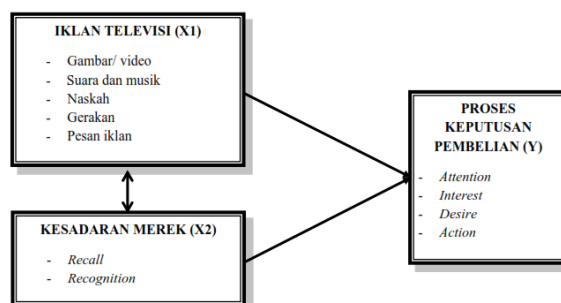 IKLAN TELEVISI (X1)
- Gambar/ video
- Suara dan musik
- Naskah
- Gerakan
- Pesan iklan
KESADARAN MEREK (X2)
- Recall
- Recognition
PROSES
KEPUTUSAN
PEMBELIAN (Y)
- Attention
- Interest
- Desire
- Action